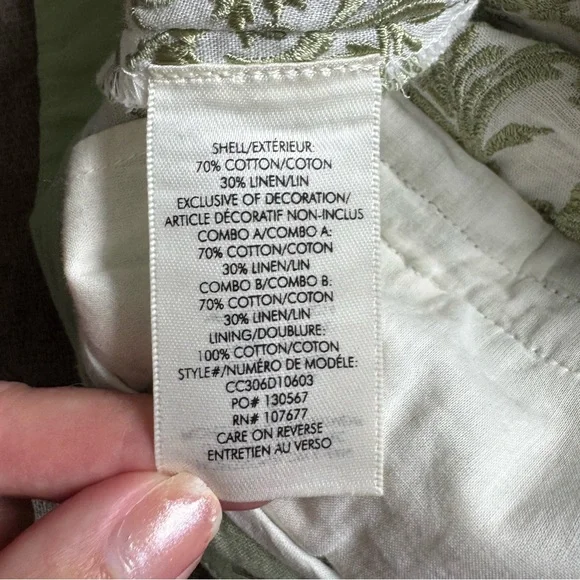 SHELL/EXTÉRIEUR:
70% COTTON/COTON
30% LINEN/LIN
EXCLUSIVE OF DECORATION/
ARTICLE DÉCORATIF NON-INCLUS
COMBO A/COMBO A:
70% COTTON/COTON
30% LINEN/LIN
COMBO B/COMBO B:
70% COTTON/COTON
30% LINEN/LIN
LINING/DOUBLURE:
100% COTTON/COTON
STYLE#/NUMÉRO DE MODÉLE:
CC306D10603
PO# 130567
RN# 107677
CARE ON REVERSE
ENTRETIEN AU VERSO